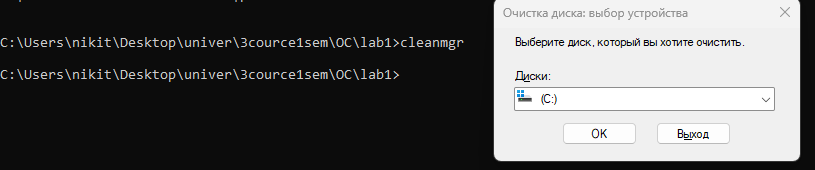 C:\Users\nikit\Desktop\univer\3cource1sem\OC\lab1>cleanmgr
C:\Users\nikit\Desktop\univer\3cource1sem\OC\lab1>
Очистка диска: выбор устройства
Выберите диск, который вы хотите очистить.
Диски:
(C:)
OK
Выход